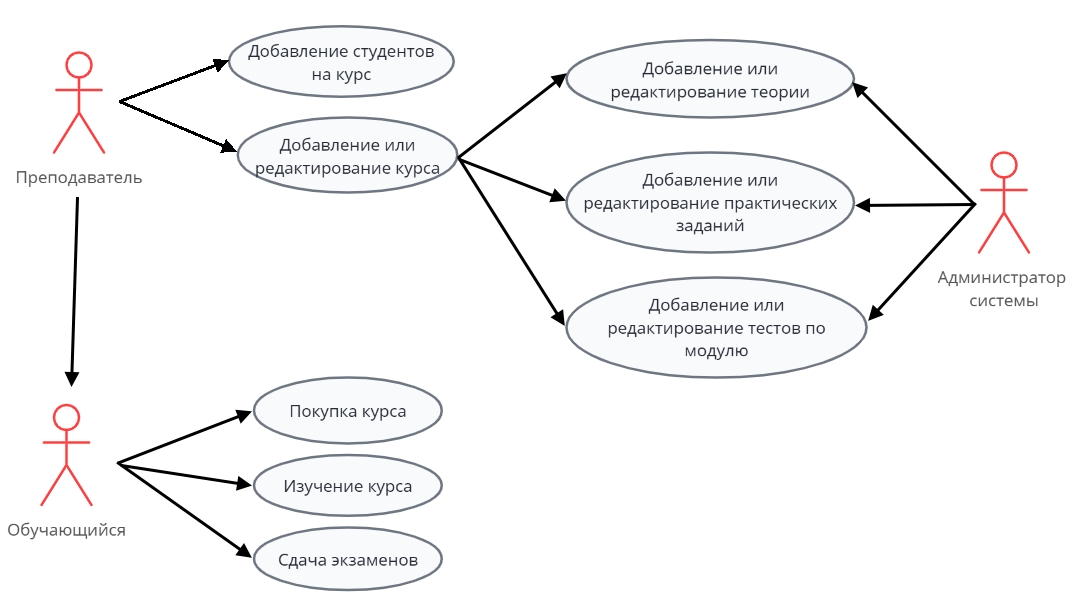 Добавление студентов
на курс
Преподаватель
Добавление или
редактирование курса
Добавление или
редактирование теории
Добавление или
редактирование практических
заданий
Добавление или
редактирование тестов по
модулю
Администратор
системы
Обучающийся
Покупка курса
Изучение курса
Сдача экзаменов